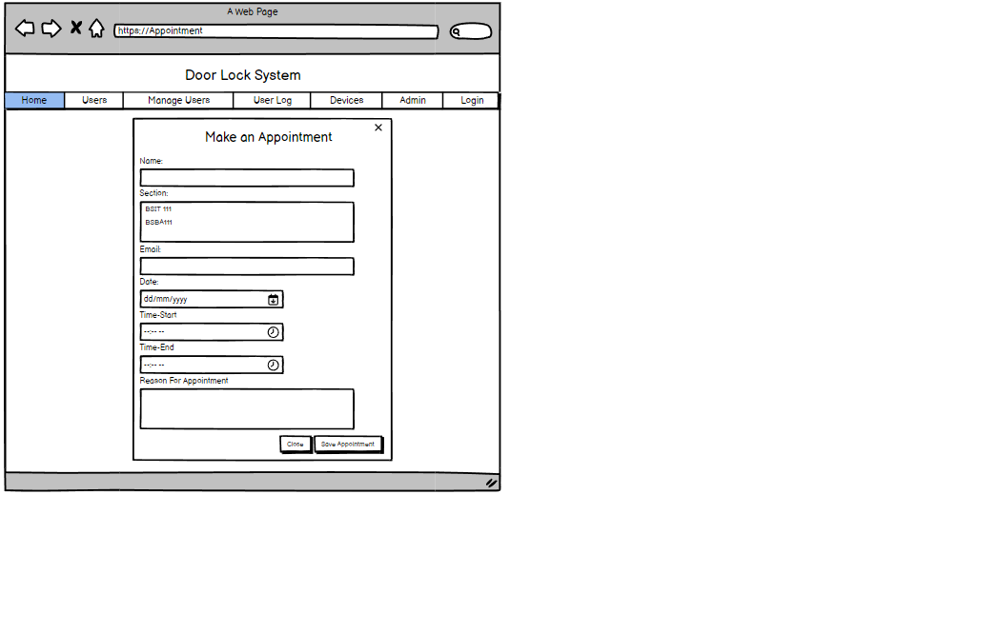 A Web Page
https://Appointment
Door Lock System
Home Users Manage Users User Log Devices Admin Login
Make an Appointment
Name:
Section:
BSIT 111
BSBA111
Email:
Date:
dd/mm/yyyy
Time-Start
--:-- --
Time-End
--:-- --
Reason For Appointment
Close Save Appointment